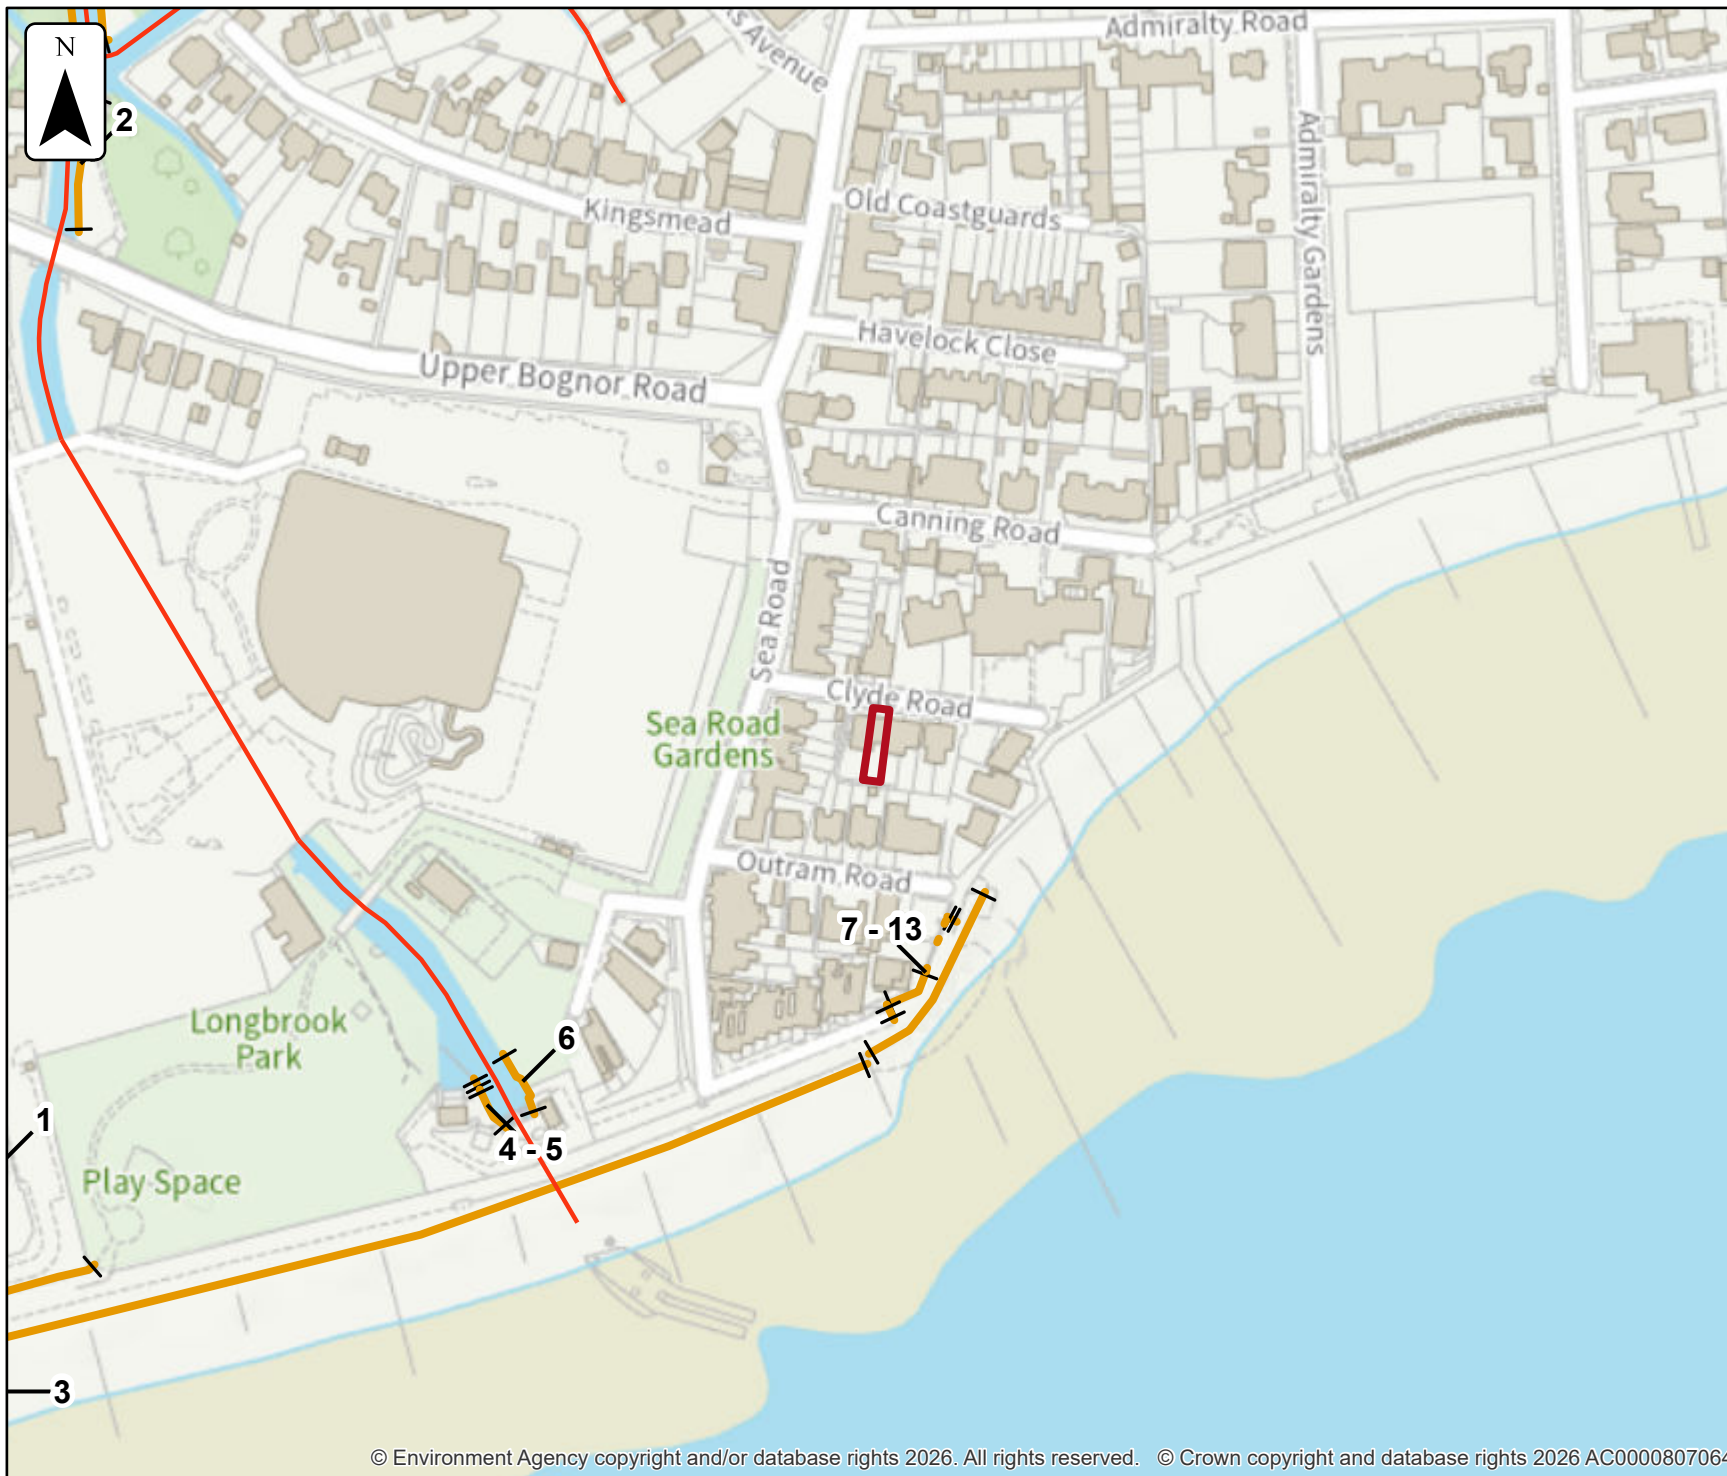 N
Admiralty Road
Avenue
2
Admiralty Gardens
Kingsmead
Old Coastguards
Havelock Close
Upper Bognor Road
Canning Road
Sea Road
Clyde Road
Sea Road
Gardens
Outram Road
7 - 13
Longbrook
Park
6
1
4 - 5
Play Space
3
© Environment Agency copyright and/or database rights 2026. All rights reserved. © Crown copyright and database rights 2026